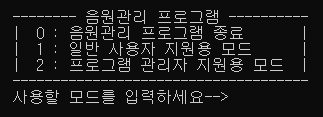 -------- 음원관리 프로그램 ----------
| 0 : 음원관리 프로그램 종료      |
| 1 : 일반 사용자 지원용 모드     |
| 2 : 프로그램 관리자 지원용 모드  |
-------------------------------------
사용할 모드를 입력하세요-->